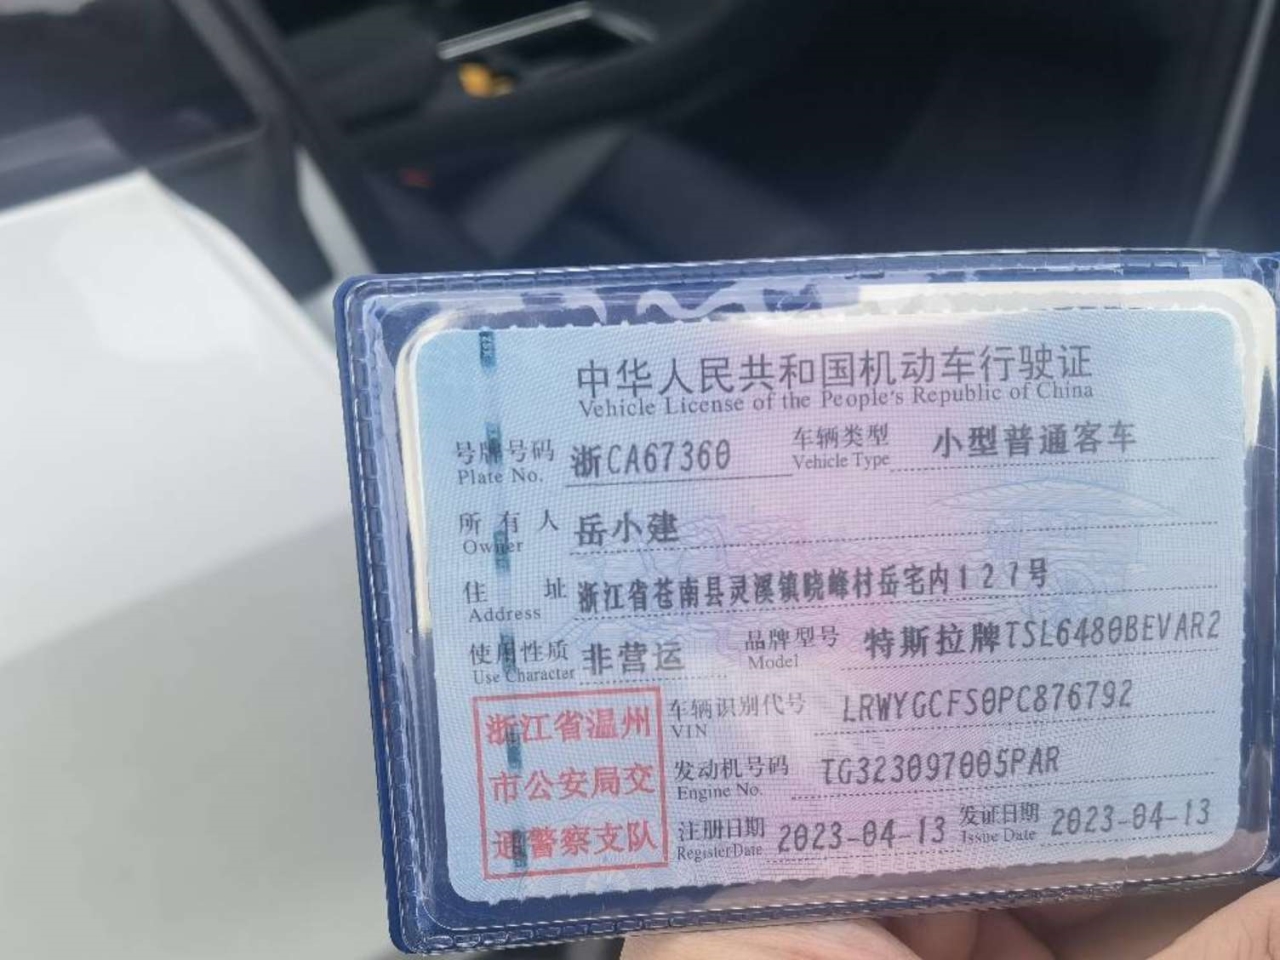 中华人民共和国机动车行驶证
Vehicle License of the People's Republic of China
号牌号码 浙CA67360 车辆类型 小型普通客车
Plate No. Vehicle Type
所有人 岳小建
Owner
住址 浙江省苍南县灵溪镇晓峰村岳宅内127号
Address
使用性质 非营运 品牌型号 特斯拉牌TSL6480BEVAR2
Use Character Model
浙江省温州
市公安局交
通警察支队
车辆识别代号 LRWYGCFS0PC876792
VIN
发动机号码 TG323097005PAR
Engine No.
注册日期 2023-04-13 发证日期 2023-04-13
Register Date Issue Date